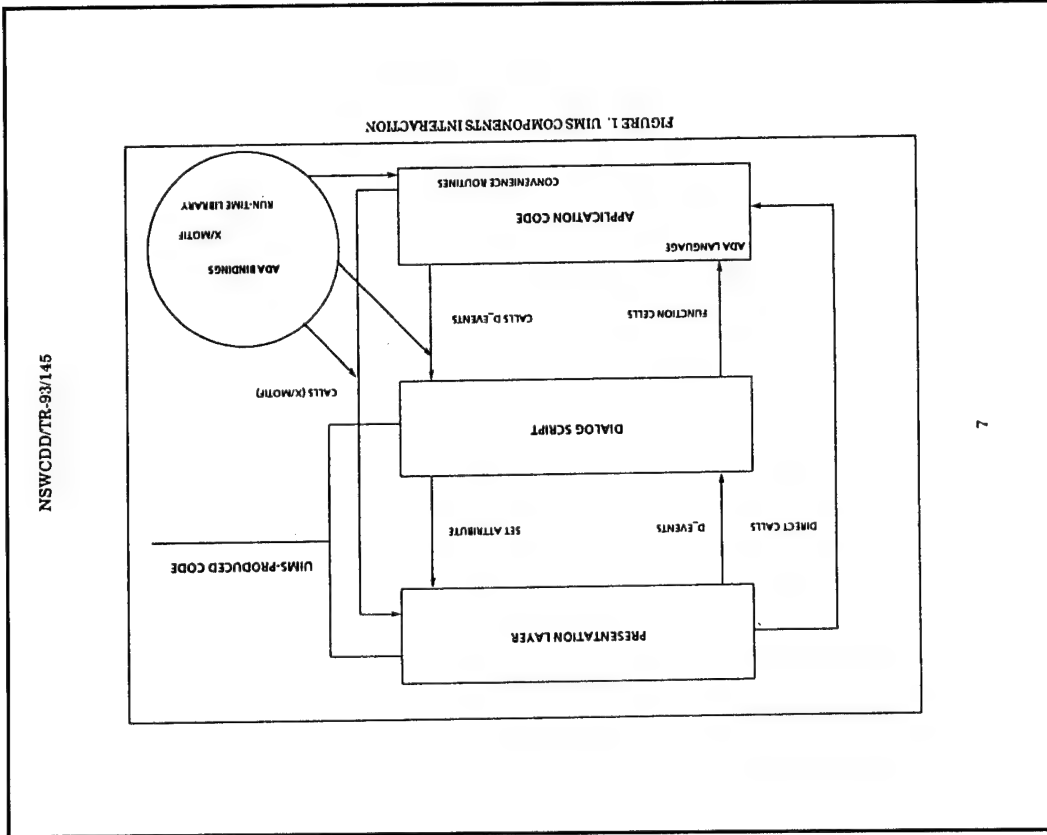 NSWCDD/TR-93/145
PRESENTATION LAYER
UIMS-PRODUCED CODE
DIRECT CALLS
D_EVENTS
SET ATTRIBUTE
DIALOG SCRIPT
CALLS (X/MOTIF)
FUNCTION CELLS
CALLS D_EVENTS
ADA LANGUAGE
APPLICATION CODE
CONVENIENCE ROUTINES
ADA BINDINGS
X/MOTIF
RUN-TIME LIBRARY
FIGURE 1. UIMS COMPONENTS INTERACTION
7